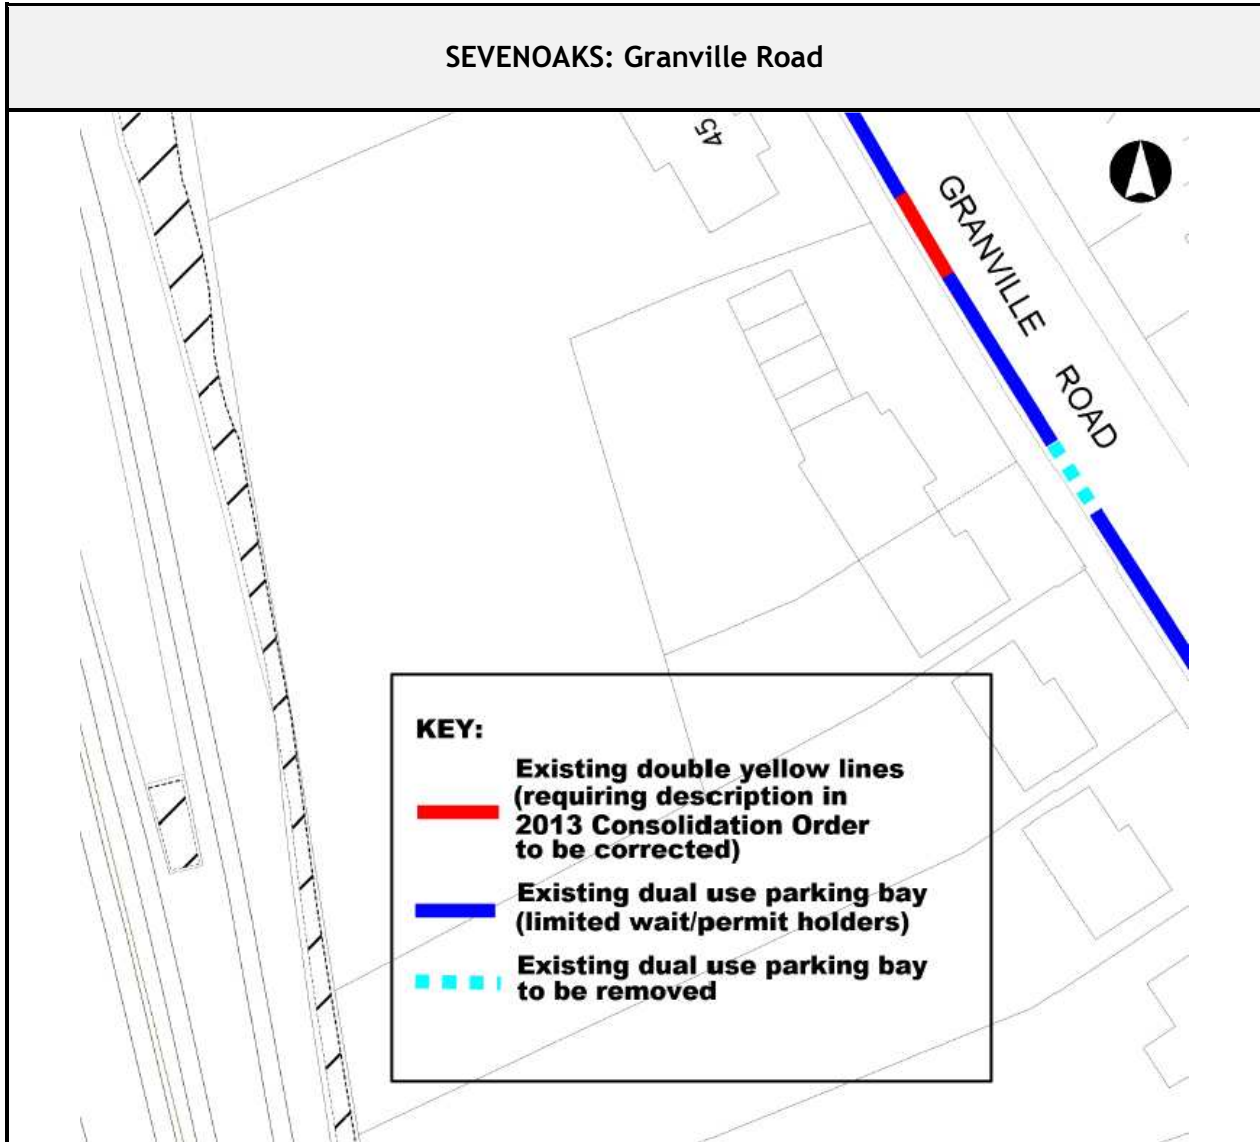 SEVENOAKS: Granville Road
45
GRANVILLE ROAD
KEY:
Existing double yellow lines
(requiring description in
2013 Consolidation Order
to be corrected)
Existing dual use parking bay
(limited wait/permit holders)
Existing dual use parking bay
to be removed